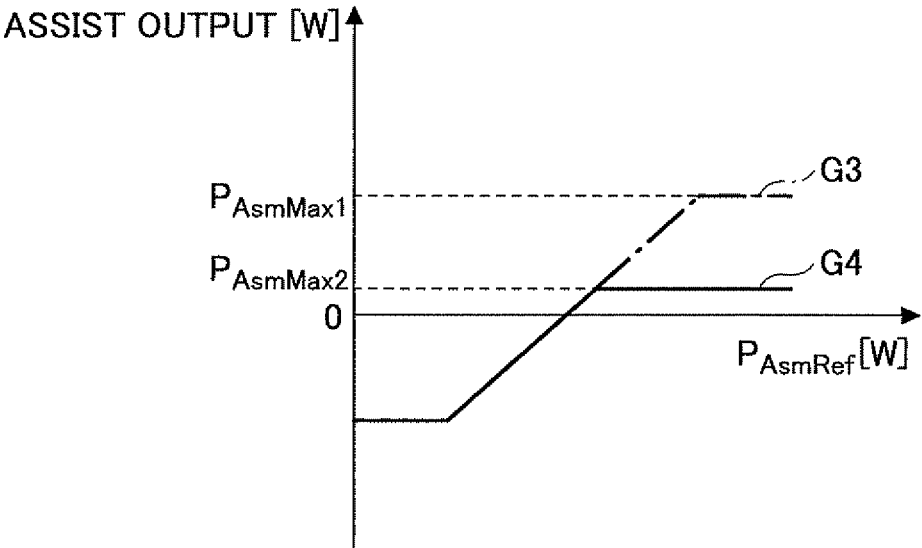 ASSIST OUTPUT [W]
G3
PAsmMax1
G4
PAsmMax2
0
PAsmRef[W]